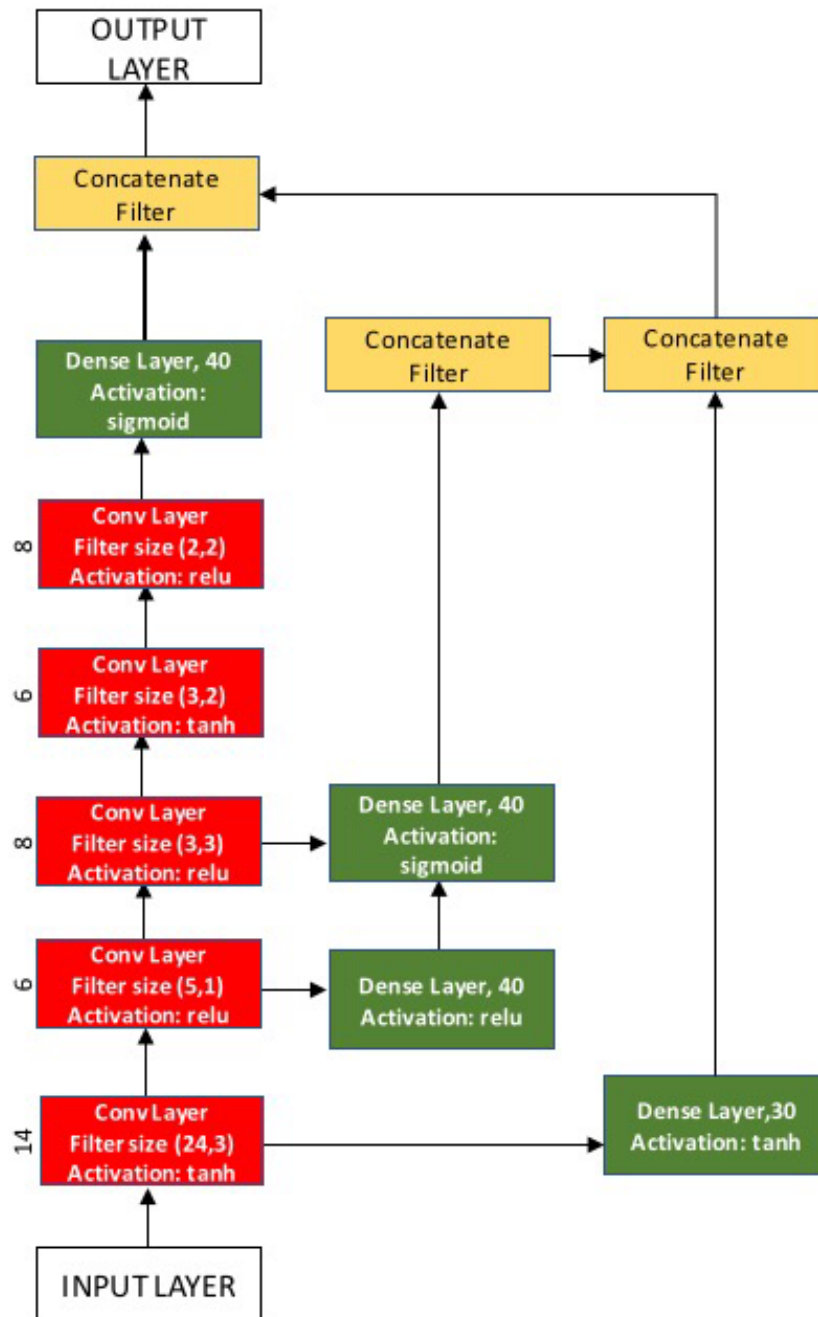 OUTPUT
LAYER
Concatenate
Filter
Concatenate
Filter
Concatenate
Filter
Dense Layer, 40
Activation:
sigmoid
8
Conv Layer
Filter size (2,2)
Activation: relu
6
Conv Layer
Filter size (3,2)
Activation: tanh
8
Conv Layer
Filter size (3,3)
Activation: relu
Dense Layer, 40
Activation:
sigmoid
6
Conv Layer
Filter size (5,1)
Activation: relu
Dense Layer, 40
Activation: relu
14
Conv Layer
Filter size (24,3)
Activation: tanh
Dense Layer,30
Activation: tanh
INPUT LAYER